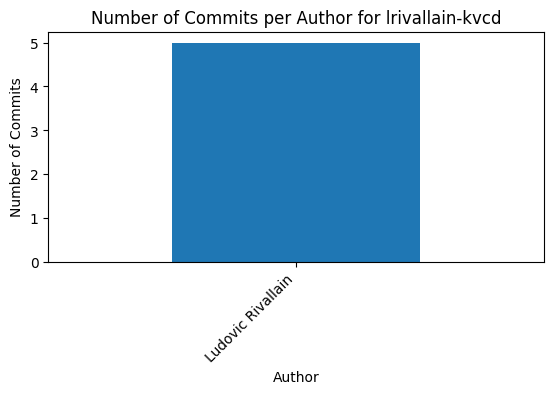 Number of Commits per Author for lrivallain-kvcd
Number of Commits
5
4
3
2
1
0
Ludovic Rivallain
Author